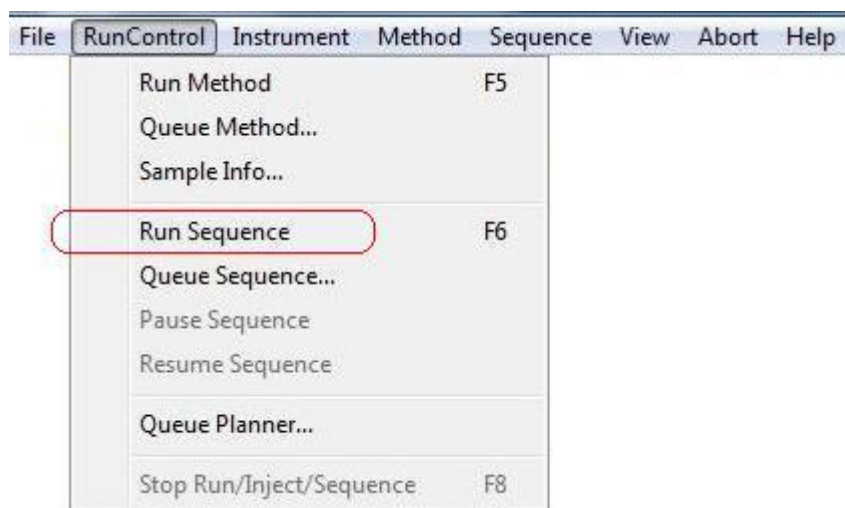 File RunControl Instrument Method Sequence View Abort Help
Run Method F5
Queue Method...
Sample Info...
Run Sequence F6
Queue Sequence...
Pause Sequence
Resume Sequence
Queue Planner...
Stop Run/Inject/Sequence F8